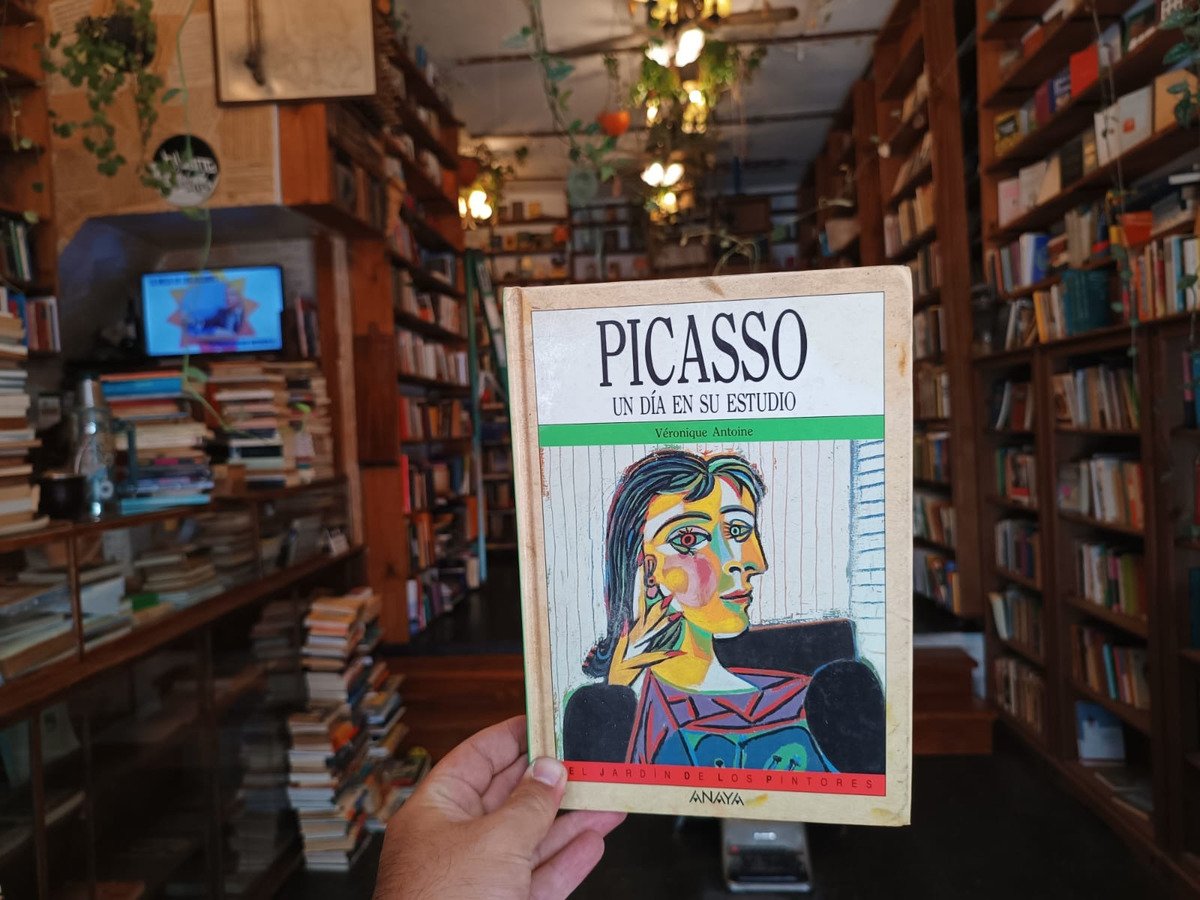 PICASSO
UN DÍA EN SU ESTUDIO
Véronique Antoine
EL JARDÍN DE LOS PINTORES
ANAYA